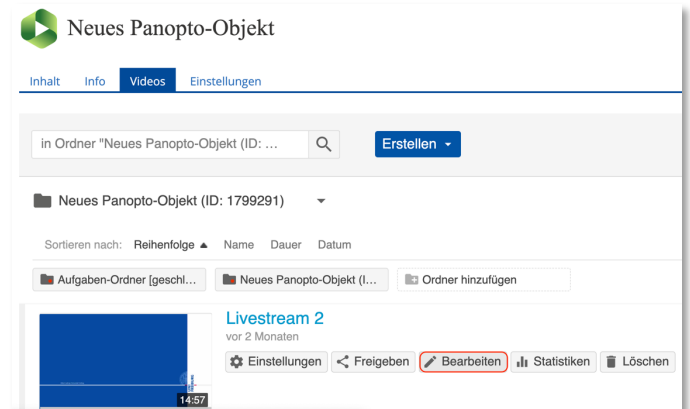 Neues Panopto-Objekt
Inhalt Info Videos Einstellungen
in Ordner "Neues Panopto-Objekt (ID: ... Erstellen
Neues Panopto-Objekt (ID: 1799291)
Sortieren nach: Reihenfolge ▲ Name Dauer Datum
Aufgaben-Ordner [geschl... Neues Panopto-Objekt (I... Ordner hinzufügen
Livestream 2
vor 2 Monaten
Einstellungen Freigeben Bearbeiten Statistiken Löschen
14:57